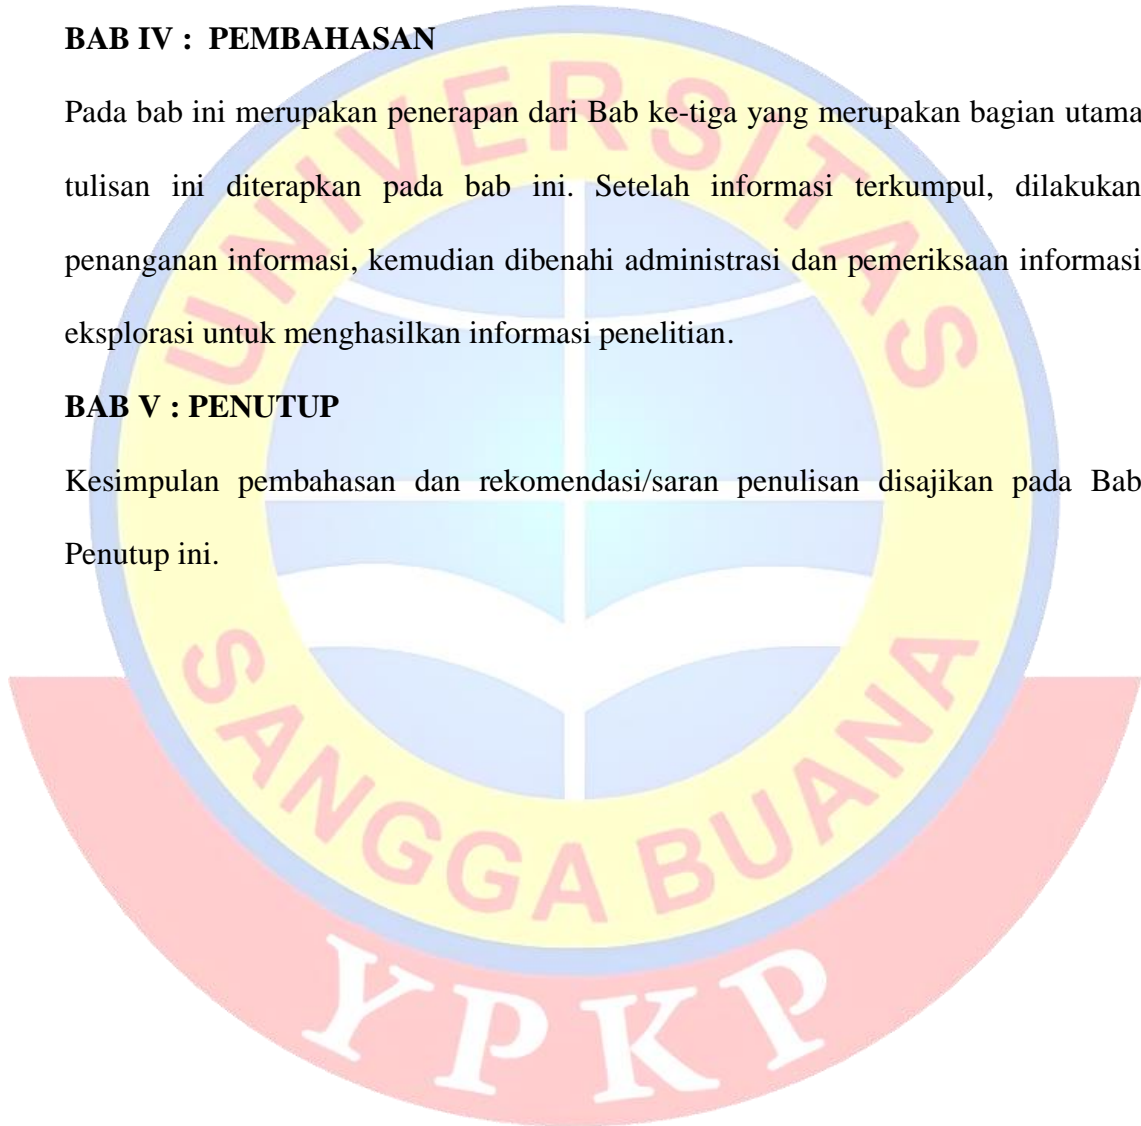 BAB IV : PEMBAHASAN
Pada bab ini merupakan penerapan dari Bab ke-tiga yang merupakan bagian utama
tulisan ini diterapkan pada bab ini. Setelah informasi terkumpul, dilakukan
penanganan informasi, kemudian dibenahi administrasi dan pemeriksaan informasi
eksplorasi untuk menghasilkan informasi penelitian.
BAB V : PENUTUP
Kesimpulan pembahasan dan rekomendasi/saran penulisan disajikan pada Bab
Penutup ini.
UNIVERSITAS
SANGGA BUANA
YPKP